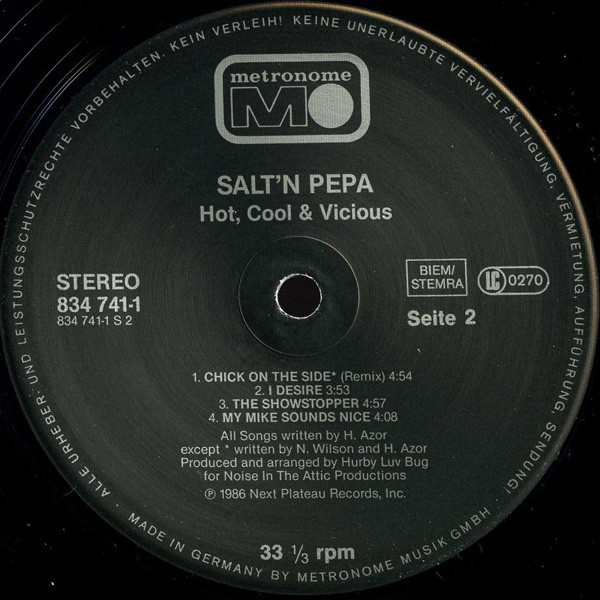 ALLE URHEBER- UND LEISTUNGSSCHUTZRECHTE VORBEHALTEN. KEIN VERLEIH! KEINE UNERLAUBTE VERVIELFÄLTIGUNG, VERMIETUNG, AUFFÜHRUNG, SENDUNG!
metronome
MO
SALT'N PEPA
Hot, Cool & Vicious
STEREO
834 741-1
834 741-1 S 2
BIEM/
STEMRA
LC 0270
Seite 2
1. CHICK ON THE SIDE* (Remix) 4:54
2. I DESIRE 3:53
3. THE SHOWSTOPPER 4:57
4. MY MIKE SOUNDS NICE 4:08
All Songs written by H. Azor
except * written by N. Wilson and H. Azor
Produced and arranged by Hurby Luv Bug
for Noise In The Attic Productions
℗ 1986 Next Plateau Records, Inc.
33 1/3 rpm
· MADE IN GERMANY BY METRONOME MUSIK GMBH ·